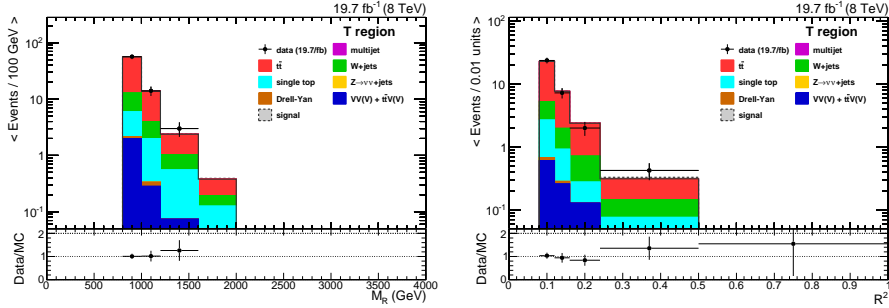 19.7 fb⁻¹ (8 TeV)
T region
data (19.7/fb)
multijet
tt̄
W+jets
single top
Z→νν+jets
Drell-Yan
VV(V) + tt̄V(V)
signal
< Events / 100 GeV >
10²
10
1
10⁻¹
Data/MC
2
1
0
0 500 1000 1500 2000 2500 3000 3500 4000
M_R (GeV)
19.7 fb⁻¹ (8 TeV)
T region
data (19.7/fb)
multijet
tt̄
W+jets
single top
Z→νν+jets
Drell-Yan
VV(V) + tt̄V(V)
signal
< Events / 0.01 units >
10²
10
1
10⁻¹
Data/MC
2
1
0
0 0.1 0.2 0.3 0.4 0.5 0.6 0.7 0.8 0.9
R²